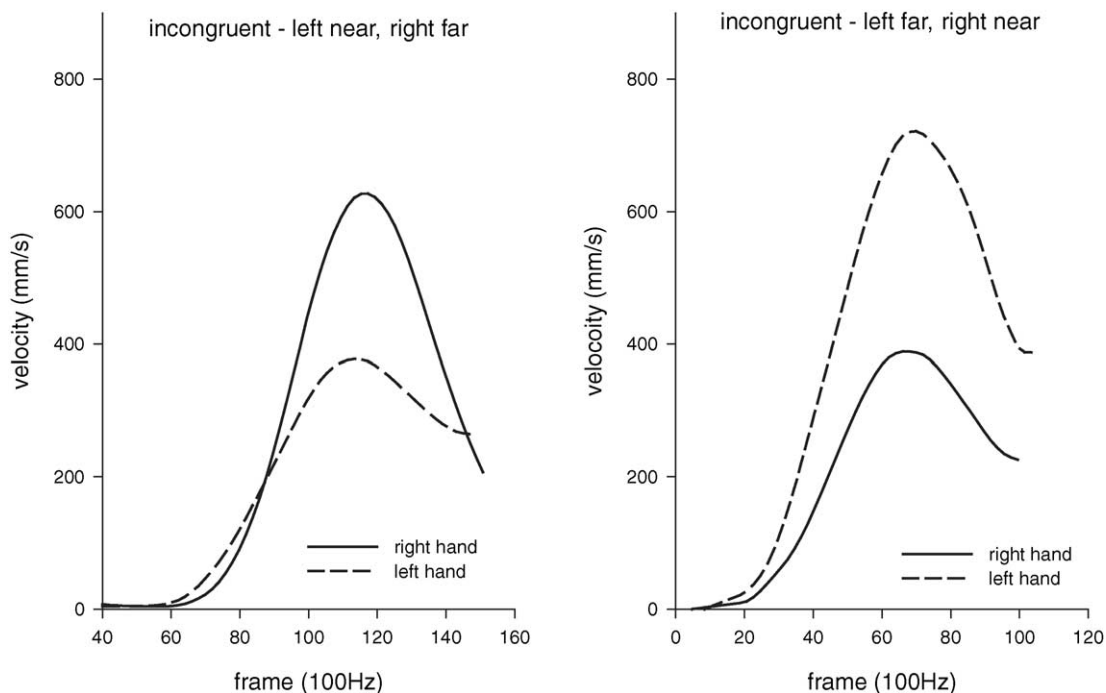 incongruent - left near, right far
800
600
400
200
0
velocity (mm/s)
right hand
left hand
40 60 80 100 120 140 160
frame (100Hz)
incongruent - left far, right near
800
600
400
200
0
velocoity (mm/s)
right hand
left hand
0 20 40 60 80 100 120
frame (100Hz)